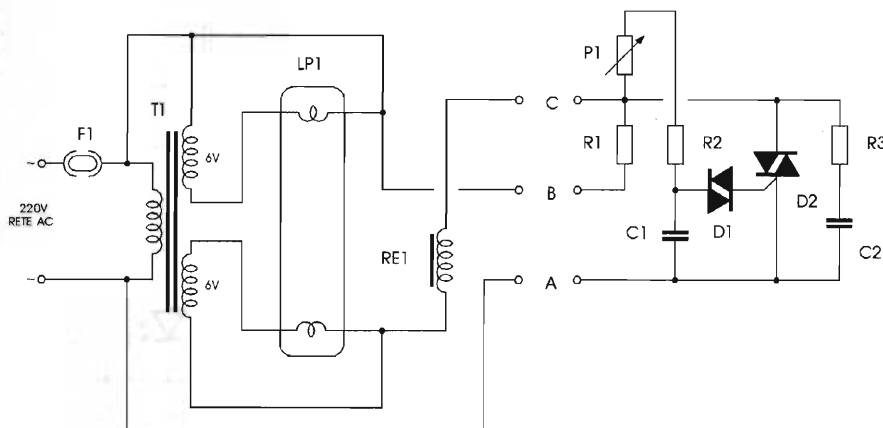 P1
LP1
T1
F1
C
R1
R2
R3
6V
~
220V
RETE AC
B
D2
C1
D1
C2
RE1
~
A
6V